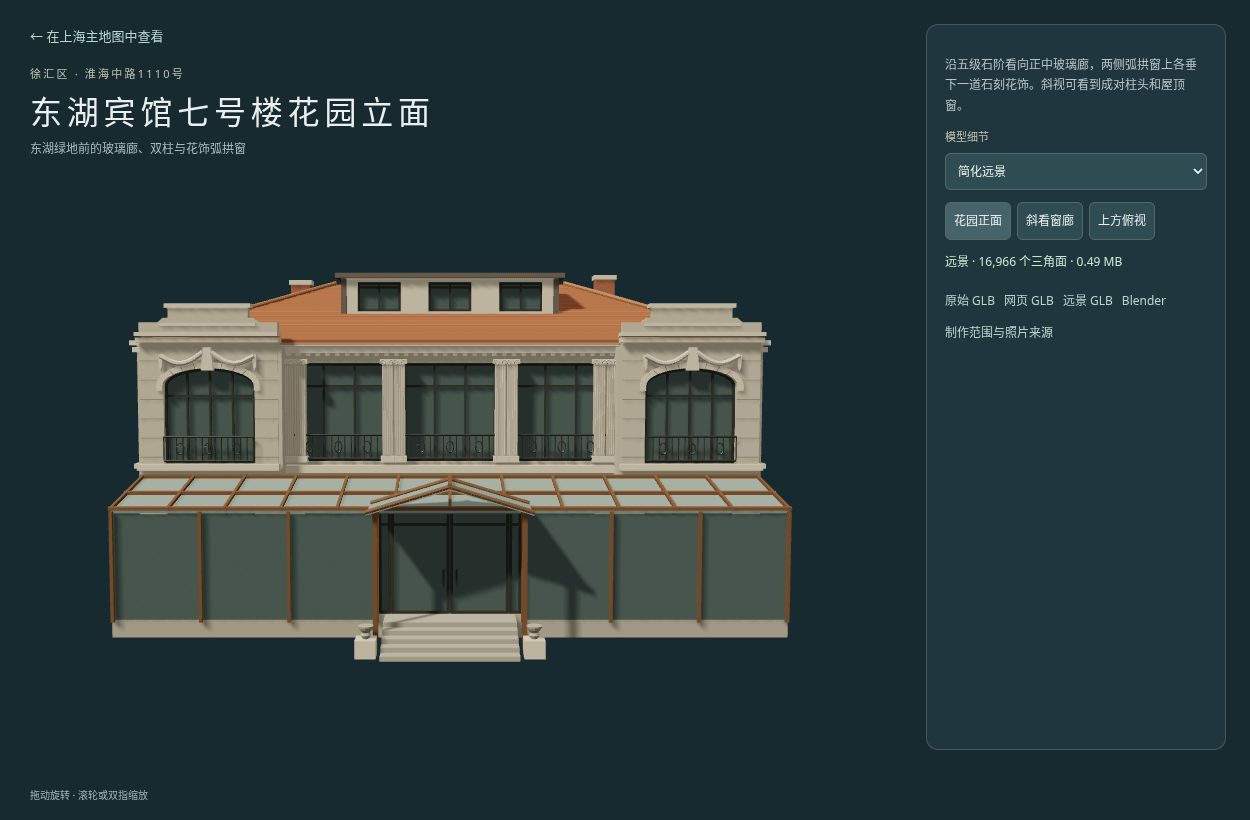 ← 在上海主地图中查看
徐汇区 · 淮海中路1110号
东湖宾馆七号楼花园立面
东湖绿地前的玻璃廊、双柱与花饰弧拱窗
沿五级石阶看向正中玻璃廊，两侧弧拱窗上各垂
下一道石刻花饰。斜视可看到成对柱头和屋顶
窗。
模型细节
简化远景
花园正面 斜看窗廊 上方俯视
远景 · 16,966 个三角面 · 0.49 MB
原始 GLB 网页 GLB 远景 GLB Blender
制作范围与照片来源
拖动旋转 · 滚轮或双指缩放